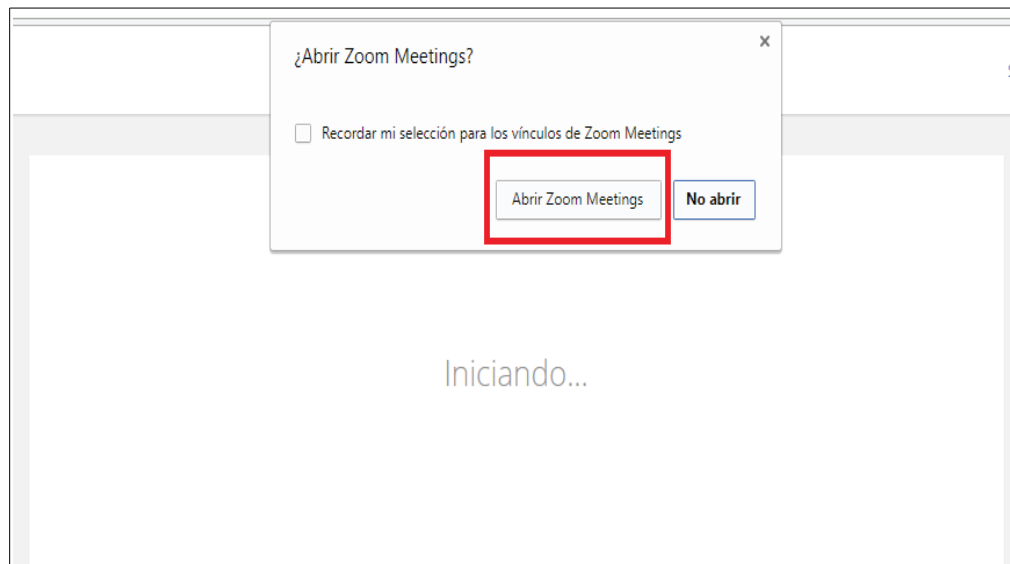 ¿Abrir Zoom Meetings?
x
Recordar mi selección para los vínculos de Zoom Meetings
Abrir Zoom Meetings
No abrir
Iniciando...